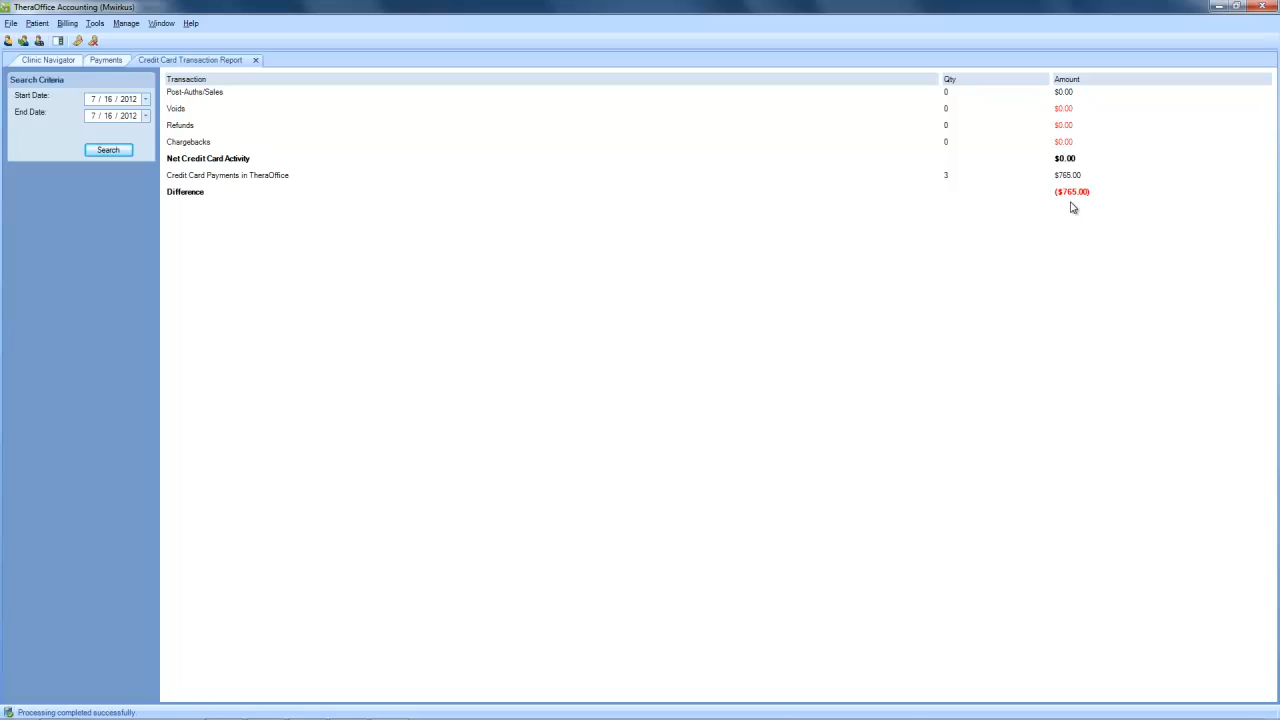 TheraOffice Accounting (Mwirkus)
File Patient Billing Tools Manage Window Help
Clinic Navigator Payments Credit Card Transaction Report
Search Criteria
Start Date: 7 / 16 / 2012
End Date: 7 / 16 / 2012
Search
Transaction Qty Amount
Post-Auths/Sales 0 $0.00
Voids 0 $0.00
Refunds 0 $0.00
Chargebacks 0 $0.00
Net Credit Card Activity $0.00
Credit Card Payments in TheraOffice 3 $765.00
Difference ($765.00)
Processing completed successfully.